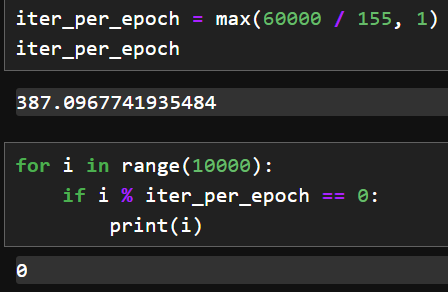 iter_per_epoch = max(60000 / 155, 1)
iter_per_epoch
387.0967741935484
for i in range(10000):
    if i % iter_per_epoch == 0:
        print(i)
0